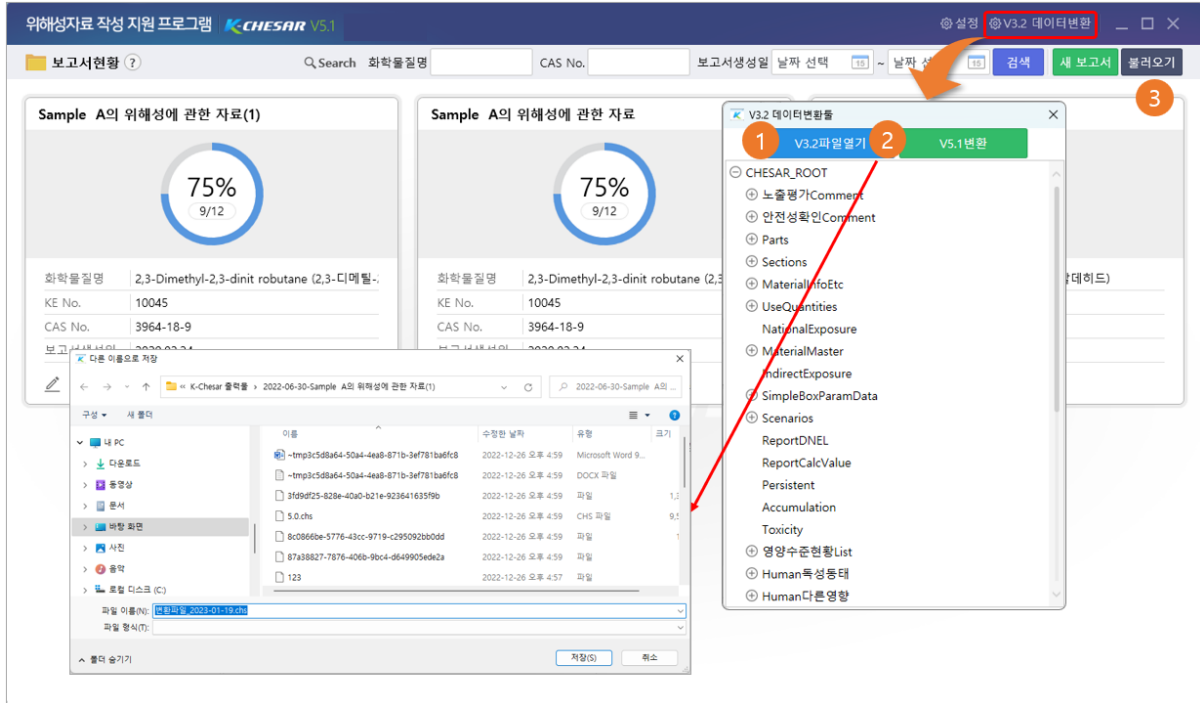 위해성자료 작성 지원 프로그램 K-CHESAR V5.1 설정 V3.2 데이터변환
보고서현황 ? Search 화학물질명 CAS No. 보고서생성일 날짜 선택 15 ~ 날짜 선 15 검색 새 보고서 불러오기
3
Sample A의 위해성에 관한 자료(1)
75%
9/12
화학물질명 2,3-Dimethyl-2,3-dinit robutane (2,3-디메틸-
KE No. 10045
CAS No. 3964-18-9
Sample A의 위해성에 관한 자료
75%
9/12
화학물질명 2,3-Dimethyl-2,3-dinit robutane (2,3
KE No. 10045
CAS No. 3964-18-9
알데히드)
V3.2 데이터변환툴
1 V3.2파일열기 2 V5.1변환
CHESAR_ROOT
노출평가Comment
안전성확인Comment
Parts
Sections
MaterialInfoEtc
UseQuantities
NationalExposure
MaterialMaster
IndirectExposure
SimpleBoxParamData
Scenarios
ReportDNEL
ReportCalcValue
Persistent
Accumulation
Toxicity
영양수준현황List
Human독성동태
Human다른영향
다른 이름으로 저장
« K-Chesar 출력물 › 2022-06-30-Sample A의 위해성에 관한 자료(1) 2022-06-30-Sample A의 ...
구성 새 폴더
내 PC
다운로드
동영상
문서
바탕 화면
사진
음악
로컬 디스크 (C:)
이름 수정한 날짜 유형 크기
~tmp3c5d8a64-50a4-4ea8-871b-3ef781ba6fc8 2022-12-26 오후 4:59 Microsoft Word 9...
~tmp3c5d8a64-50a4-4ea8-871b-3ef781ba6fc8 2022-12-26 오후 4:59 DOCX 파일
3fd9df25-828e-40a0-b21e-923641635f9b 2022-12-26 오후 4:59 파일 1,3
5.0.chs 2022-12-26 오후 4:59 CHS 파일 9,5
8c0866be-5776-43cc-9719-c295092bb0dd 2022-12-26 오후 4:59 파일 1
87a38827-7876-406b-9bc4-d649905ede2a 2022-12-26 오후 4:59 파일
123 2022-12-26 오후 4:57 파일
파일 이름(N): 변환파일_2023-01-19.chs
파일 형식(T):
폴더 숨기기 저장(S) 취소